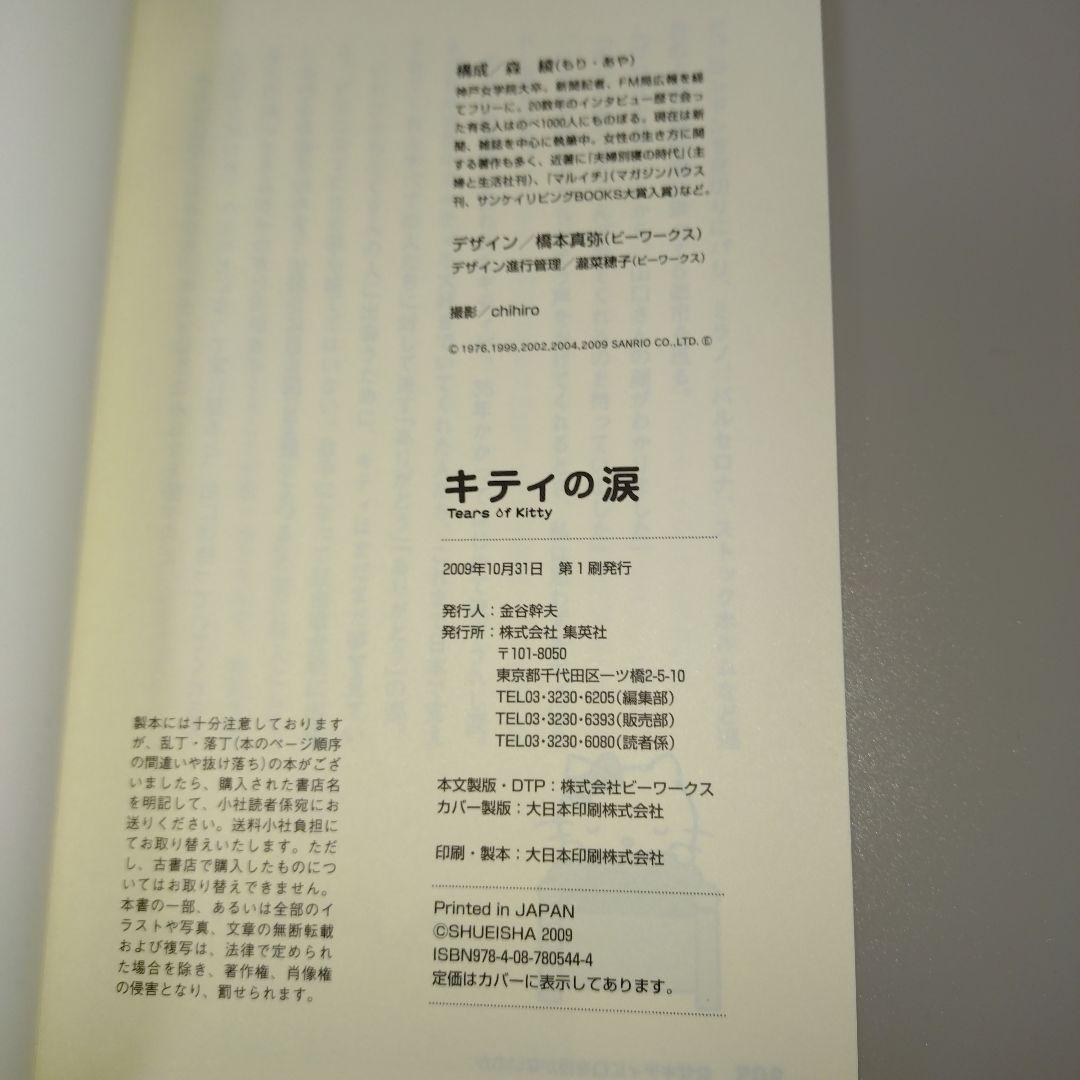 構成／森　綾（もり・あや）
神戸女学院大卒。新聞記者、FM局広報を経
てフリーに。20数年のインタビュー歴で会っ
た有名人はのべ1000人にものぼる。現在は新
聞、雑誌を中心に執筆中。女性の生き方に関
する著作も多く、近著に「夫婦別寝の時代」（主
婦と生活社刊）、「マルイチ」（マガジンハウス
刊、サンケイリビングBOOKS大賞入賞）など。
デザイン／橋本真弥（ビーワークス）
デザイン進行管理／瀧菜穂子（ビーワークス）
撮影／chihiro
© 1976,1999,2002,2004,2009 SANRIO CO.,LTD. Ⓔ
キティの涙
Tears of Kitty
2009年10月31日　第1刷発行
発行人：金谷幹夫
発行所：株式会社 集英社
〒101-8050
東京都千代田区一ツ橋2-5-10
TEL03・3230・6205（編集部）
TEL03・3230・6393（販売部）
TEL03・3230・6080（読者係）
本文製版・DTP：株式会社ビーワークス
カバー製版：大日本印刷株式会社
印刷・製本：大日本印刷株式会社
Printed in JAPAN
©SHUEISHA 2009
ISBN978-4-08-780544-4
定価はカバーに表示してあります。
製本には十分注意しております
が、乱丁・落丁（本のページ順序
の間違いや抜け落ち）の本がござ
いましたら、購入された書店名
を明記して、小社読者係宛にお
送りください。送料小社負担に
てお取り替えいたします。ただ
し、古書店で購入したものにつ
いてはお取り替えできません。
本書の一部、あるいは全部のイ
ラストや写真、文章の無断転載
および複写は、法律で定められ
た場合を除き、著作権、肖像権
の侵害となり、罰せられます。